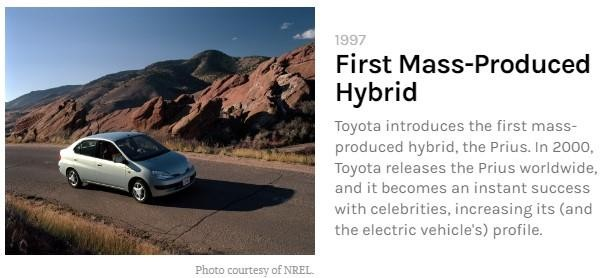 1997
First Mass-Produced
Hybrid
Toyota introduces the first mass-
produced hybrid, the Prius. In 2000,
Toyota releases the Prius worldwide,
and it becomes an instant success
with celebrities, increasing its (and
the electric vehicle's) profile.
Photo courtesy of NREL.